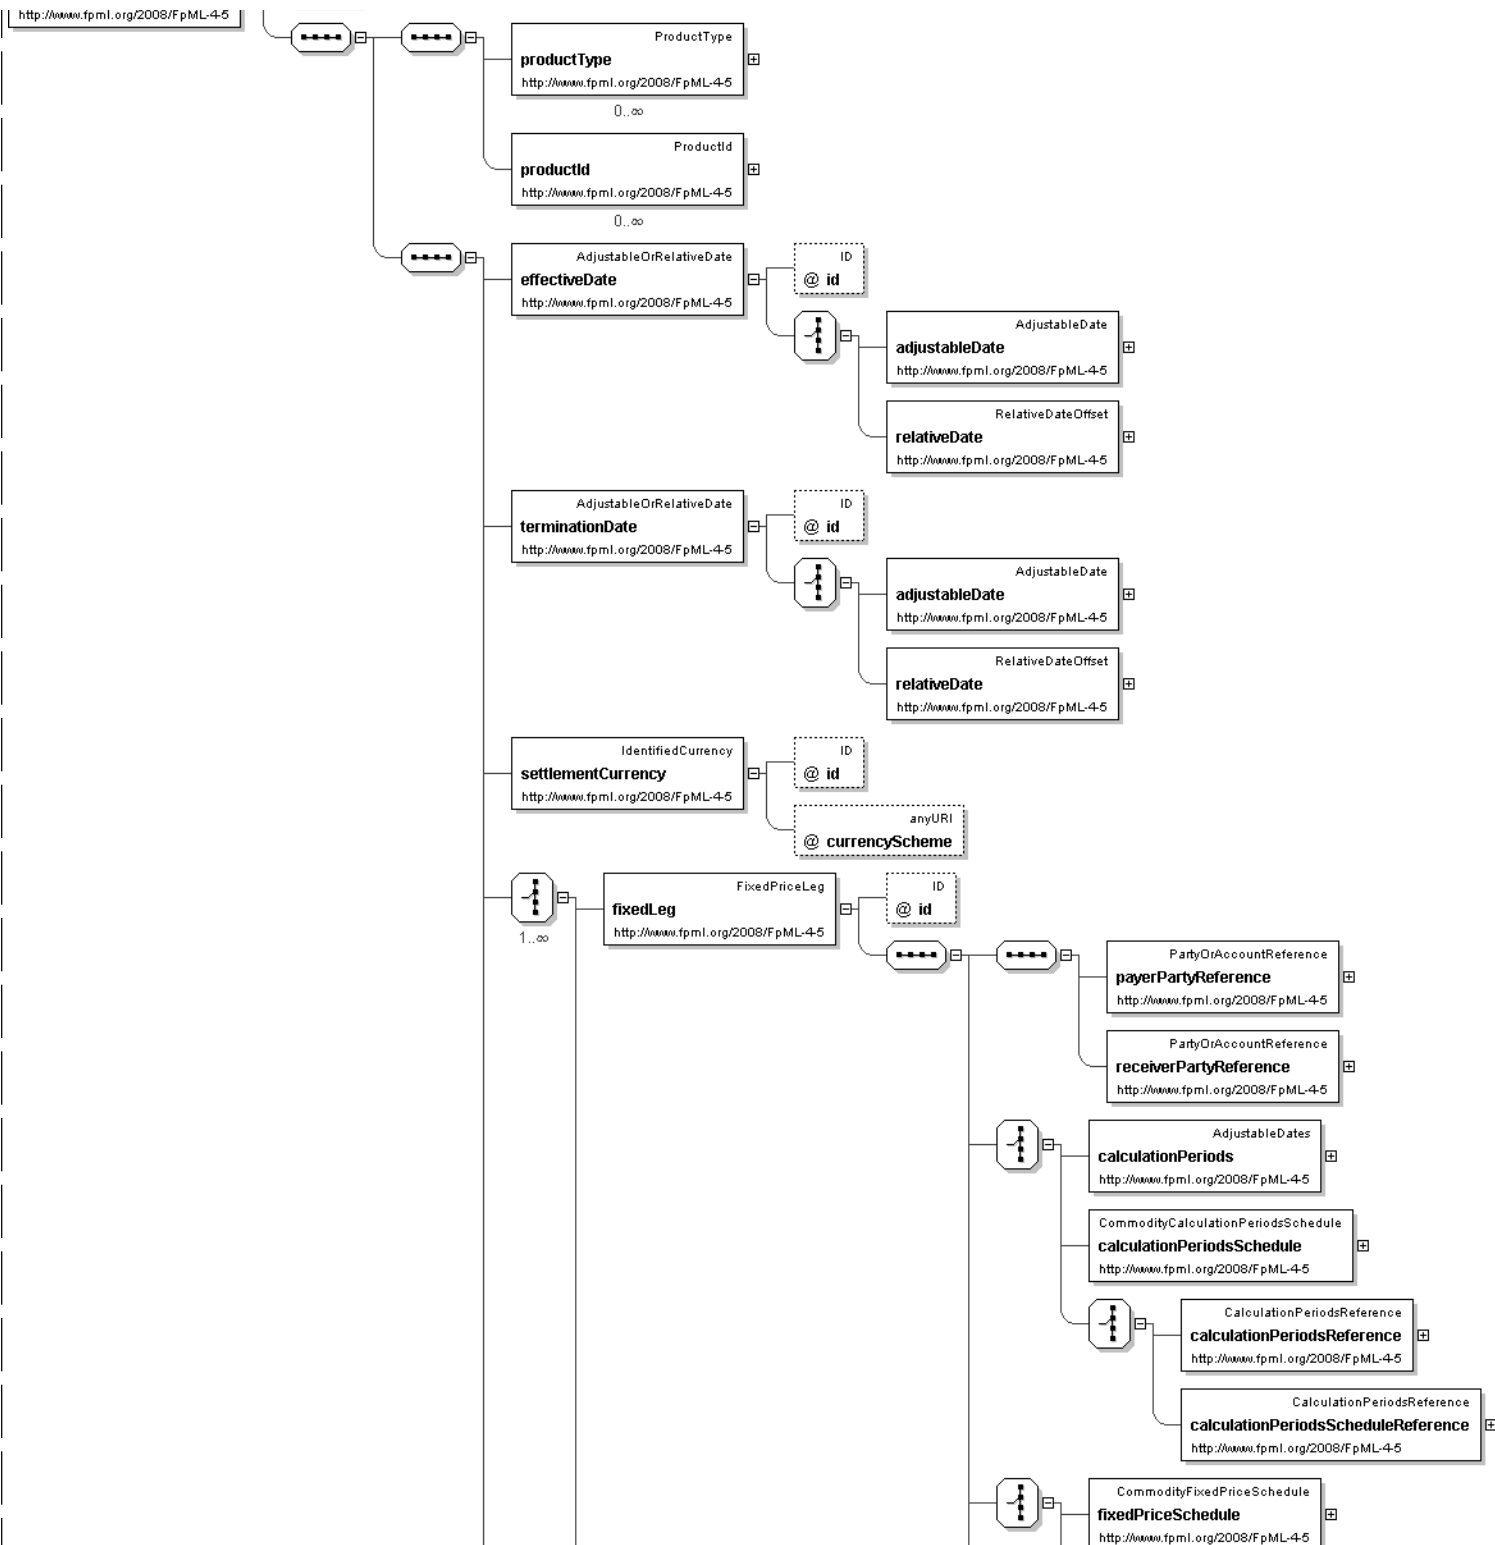 http://www.fpml.org/2008/FpML-4-5
ProductType
productType
http://www.fpml.org/2008/FpML-4-5
0..∞
ProductId
productId
http://www.fpml.org/2008/FpML-4-5
0..∞
AdjustableOrRelativeDate
effectiveDate
http://www.fpml.org/2008/FpML-4-5
ID
@ id
AdjustableDate
adjustableDate
http://www.fpml.org/2008/FpML-4-5
RelativeDateOffset
relativeDate
http://www.fpml.org/2008/FpML-4-5
AdjustableOrRelativeDate
terminationDate
http://www.fpml.org/2008/FpML-4-5
ID
@ id
AdjustableDate
adjustableDate
http://www.fpml.org/2008/FpML-4-5
RelativeDateOffset
relativeDate
http://www.fpml.org/2008/FpML-4-5
IdentifiedCurrency
settlementCurrency
http://www.fpml.org/2008/FpML-4-5
ID
@ id
anyURI
@ currencyScheme
1..∞
FixedPriceLeg
fixedLeg
http://www.fpml.org/2008/FpML-4-5
ID
@ id
PartyOrAccountReference
payerPartyReference
http://www.fpml.org/2008/FpML-4-5
PartyOrAccountReference
receiverPartyReference
http://www.fpml.org/2008/FpML-4-5
AdjustableDates
calculationPeriods
http://www.fpml.org/2008/FpML-4-5
CommodityCalculationPeriodsSchedule
calculationPeriodsSchedule
http://www.fpml.org/2008/FpML-4-5
CalculationPeriodsReference
calculationPeriodsReference
http://www.fpml.org/2008/FpML-4-5
CalculationPeriodsReference
calculationPeriodsScheduleReference
http://www.fpml.org/2008/FpML-4-5
CommodityFixedPriceSchedule
fixedPriceSchedule
http://www.fpml.org/2008/FpML-4-5